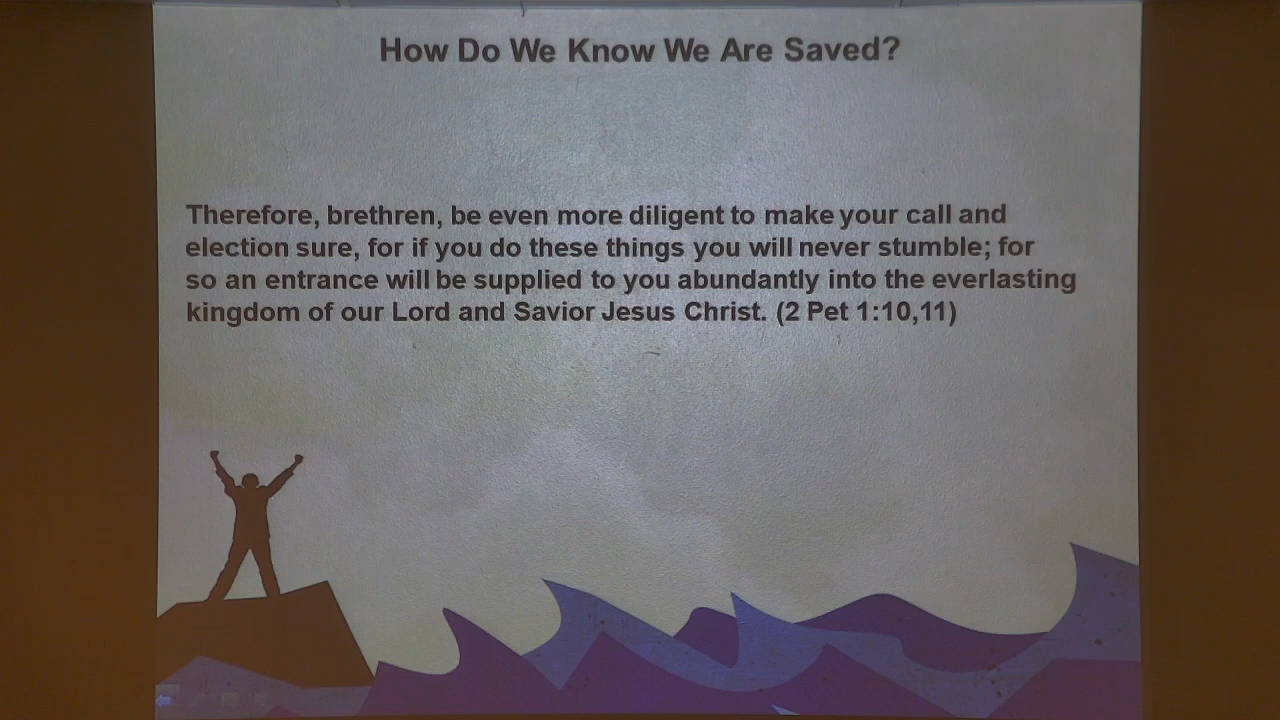 How Do We Know We Are Saved?
Therefore, brethren, be even more diligent to make your call and
election sure, for if you do these things you will never stumble; for
so an entrance will be supplied to you abundantly into the everlasting
kingdom of our Lord and Savior Jesus Christ. (2 Pet 1:10,11)